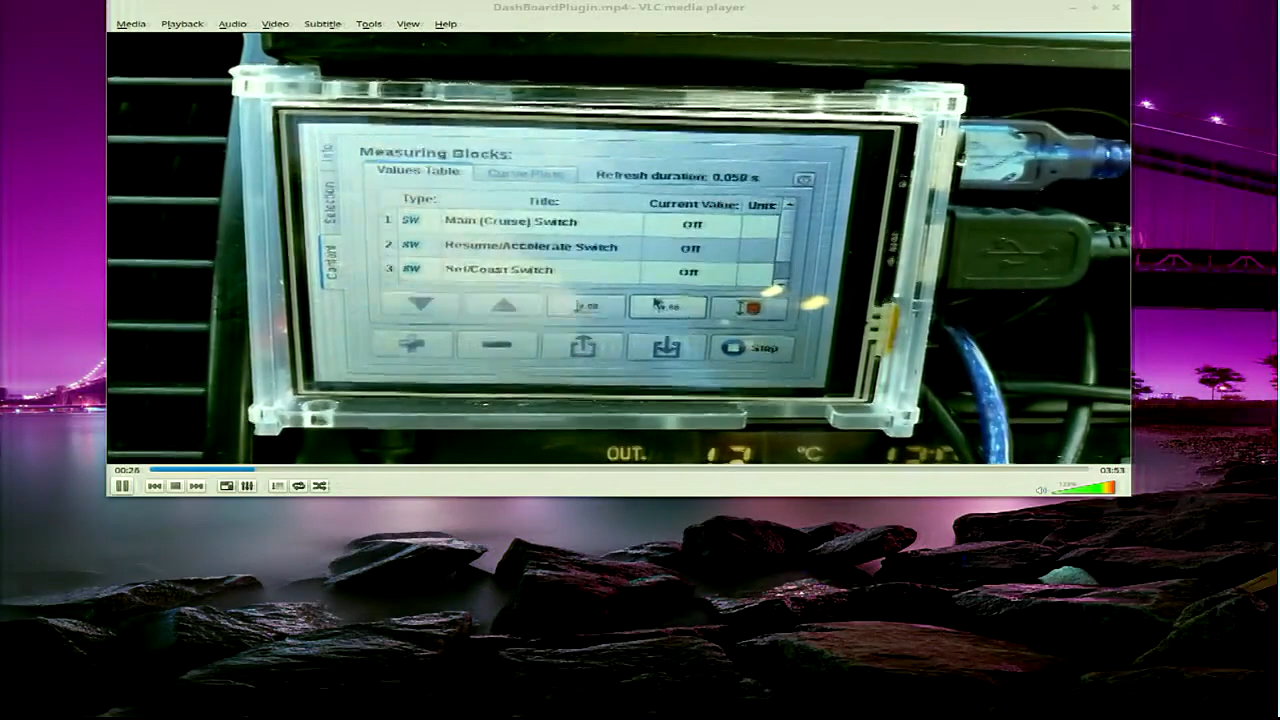 DashBoardPlugin.mp4 - VLC media player
Media Playback Audio Video Subtitle Tools View Help
Info
Selection
Content
Measuring Blocks:
Values Table Curve Plots Refresh duration: 0.059 s
Type: Title: Current Value: Unit:
1 SW Main (Cruise) Switch Off
2 SW Resume/Accelerate Switch Off
3 SW Set/Coast Switch Off
Stop
OUT. °C
00:26 03:53